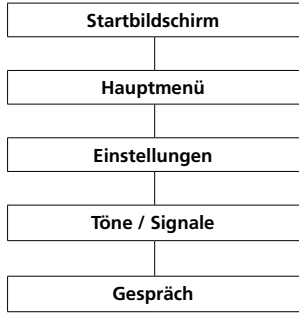 Startbildschirm
Hauptmenü
Einstellungen
Töne / Signale
Gespräch